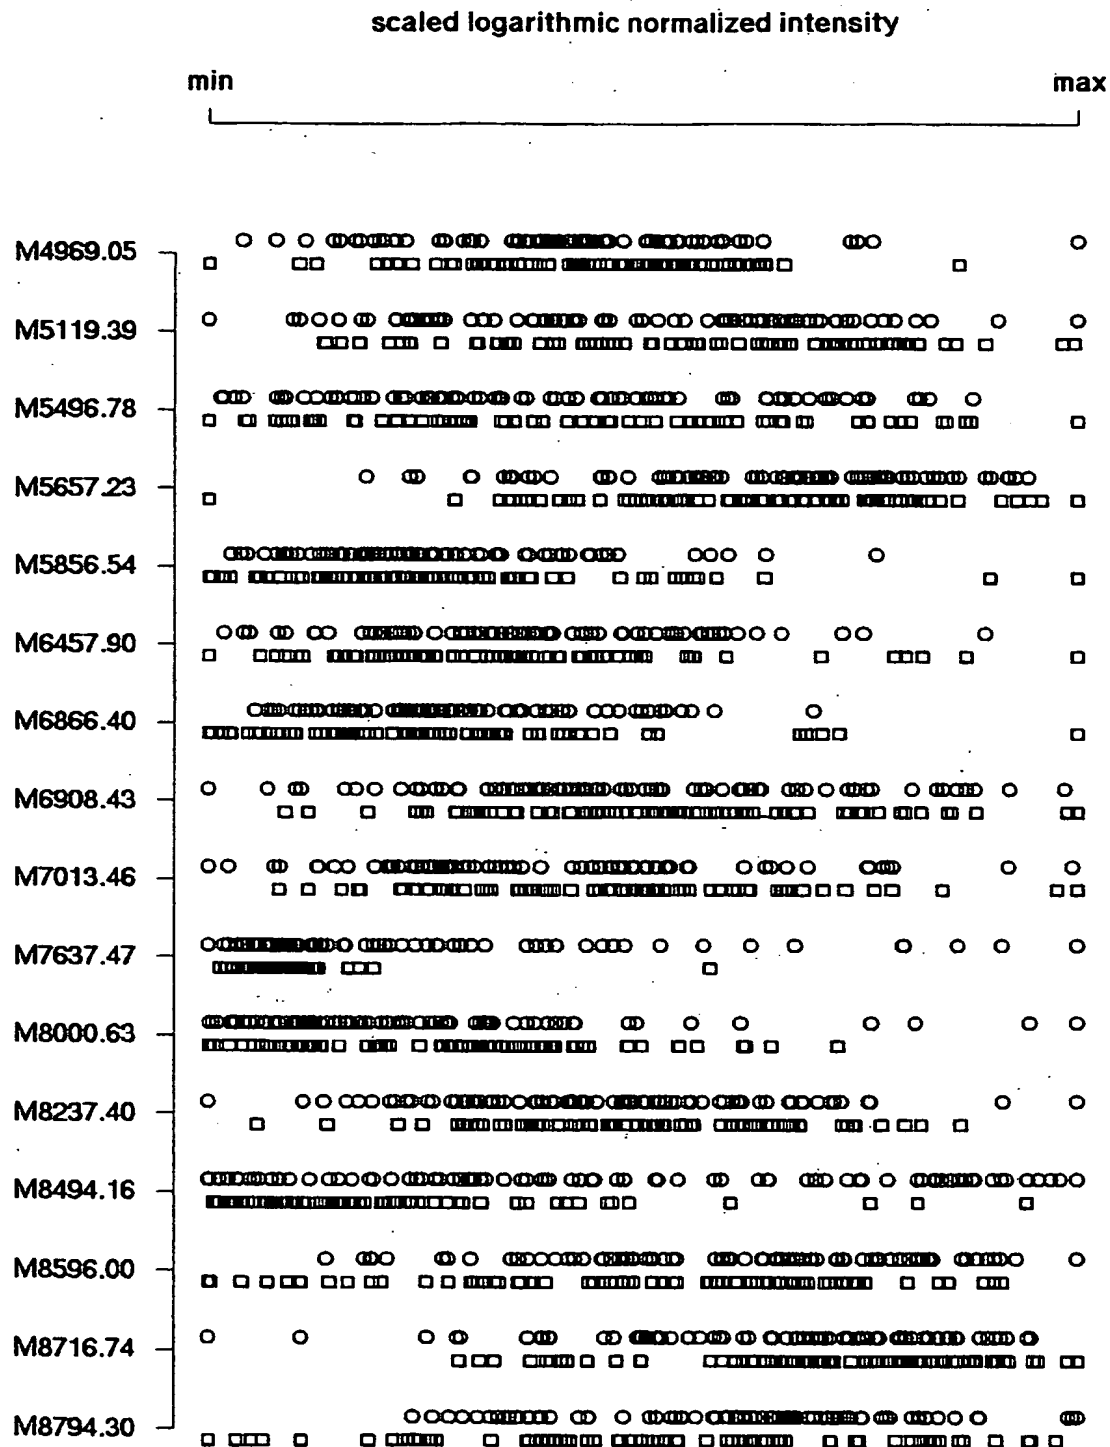 scaled logarithmic normalized intensity
min max
M4969.05
M5119.39
M5496.78
M5657.23
M5856.54
M6457.90
M6866.40
M6908.43
M7013.46
M7637.47
M8000.63
M8237.40
M8494.16
M8596.00
M8716.74
M8794.30